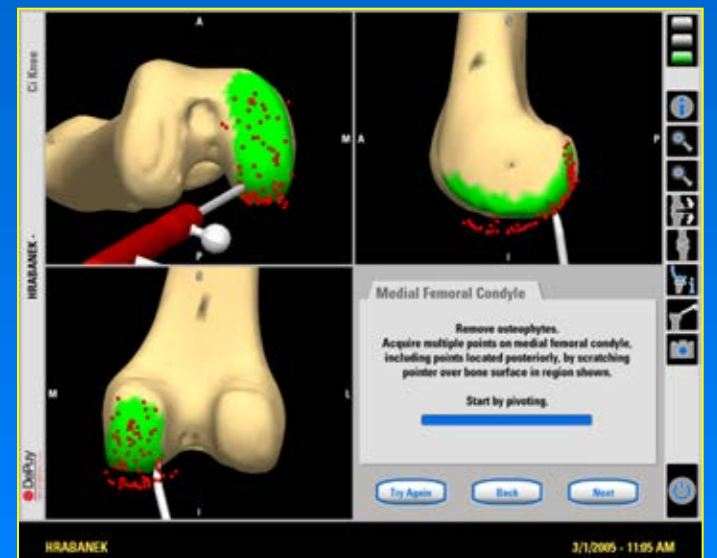 Ci Knee
HRABANEK -
DePuy
A
M
P
A
P
I
M
L
I
Medial Femoral Condyle
Remove osteophytes.
Acquire multiple points on medial femoral condyle,
including points located posteriorly, by scratching
pointer over bone surface in region shown.
Start by pivoting.
Try Again
Back
Next
HRABANEK
3/1/2005 - 11:05 AM